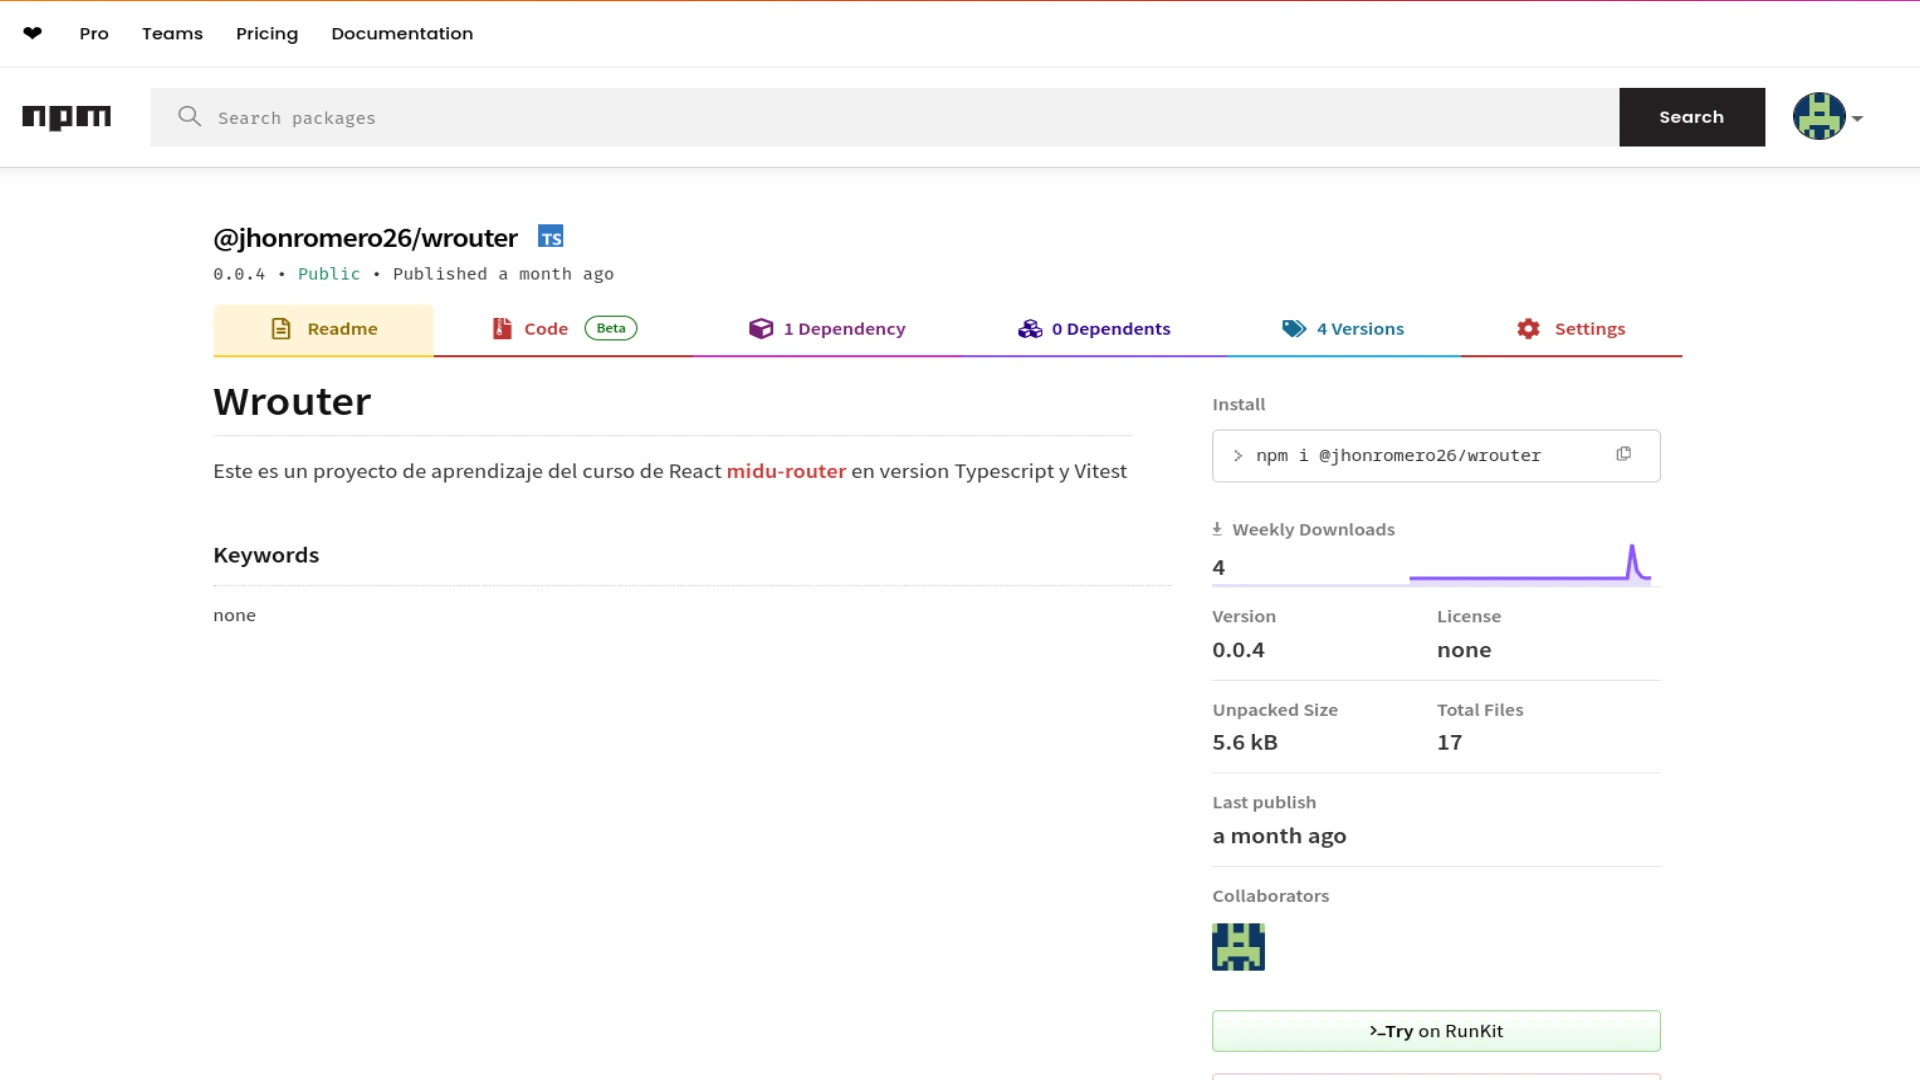 ❤ Pro Teams Pricing Documentation
npm Search packages Search
@jhonromero26/wrouter TS
0.0.4 • Public • Published a month ago
Readme Code Beta 1 Dependency 0 Dependents 4 Versions Settings
Wrouter
Este es un proyecto de aprendizaje del curso de React midu-router en version Typescript y Vitest
Keywords
none
Install
> npm i @jhonromero26/wrouter
Weekly Downloads
4
Version License
0.0.4 none
Unpacked Size Total Files
5.6 kB 17
Last publish
a month ago
Collaborators
>-Try on RunKit